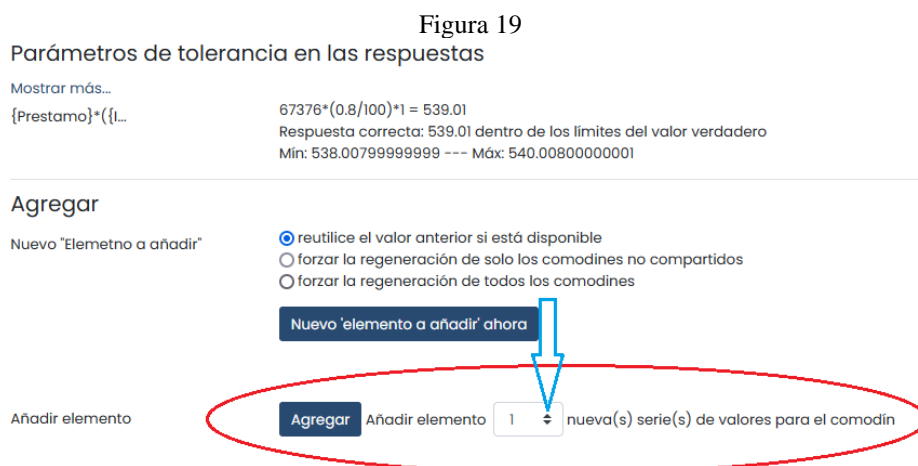 Figura 19
Parámetros de tolerancia en las respuestas
Mostrar más...
{Prestamo}*({I...
67376*(0.8/100)*1 = 539.01
Respuesta correcta: 539.01 dentro de los límites del valor verdadero
Mín: 538.00799999999 --- Máx: 540.00800000001
Agregar
Nuevo "Elemetno a añadir"
reutilice el valor anterior si está disponible
forzar la regeneración de solo los comodines no compartidos
forzar la regeneración de todos los comodines
Nuevo 'elemento a añadir' ahora
Añadir elemento
Agregar Añadir elemento 1 nueva(s) serie(s) de valores para el comodín